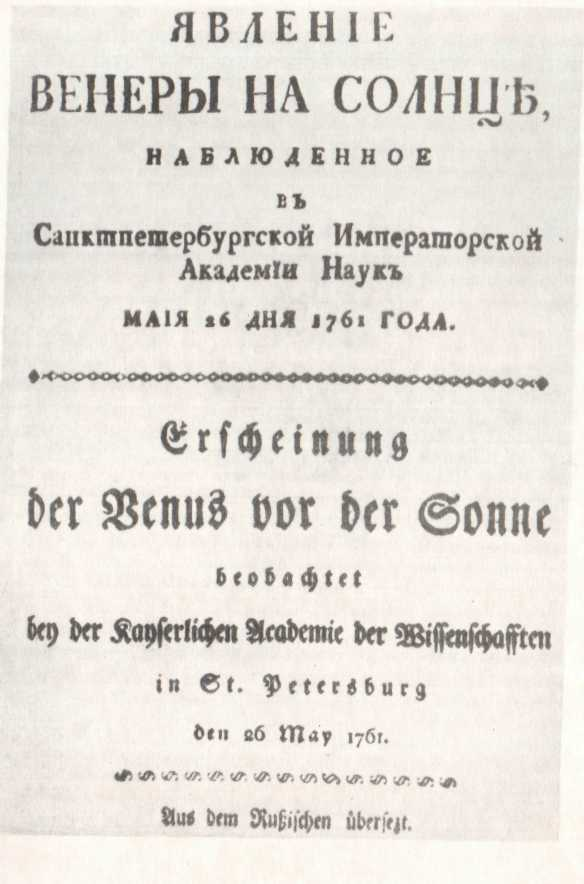 ЯВЛЕНІЕ
ВЕНЕРЫ НА СОЛНЦѢ,
НАБЛЮДЕННОЕ
ВЪ
Санктпетербургской Императорской
Академїи Наукъ
МАІЯ 26 ДНЯ 1761 ГОДА.
Erſcheinung
der Venus vor der Sonne
beobachtet
bey der Kayſerlichen Academie der Wiſſenſchafften
in St. Petersburg
den 26 May 1761.
Aus dem Rußiſchen überſezt.